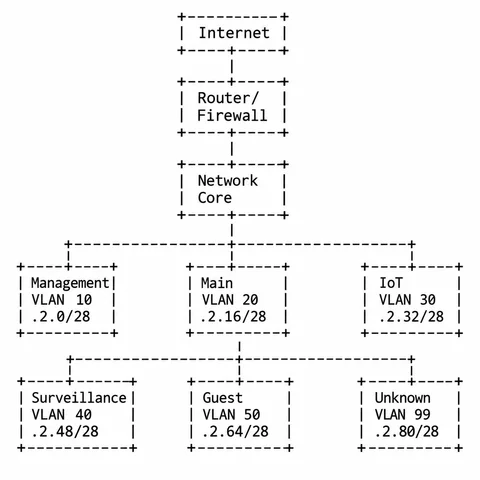 Internet
Router/
Firewall
Network
Core
Management Main IoT
VLAN 10 VLAN 20 VLAN 30
.2.0/28 .2.16/28 .2.32/28
Surveillance Guest Unknown
VLAN 40 VLAN 50 VLAN 99
.2.48/28 .2.64/28 .2.80/28